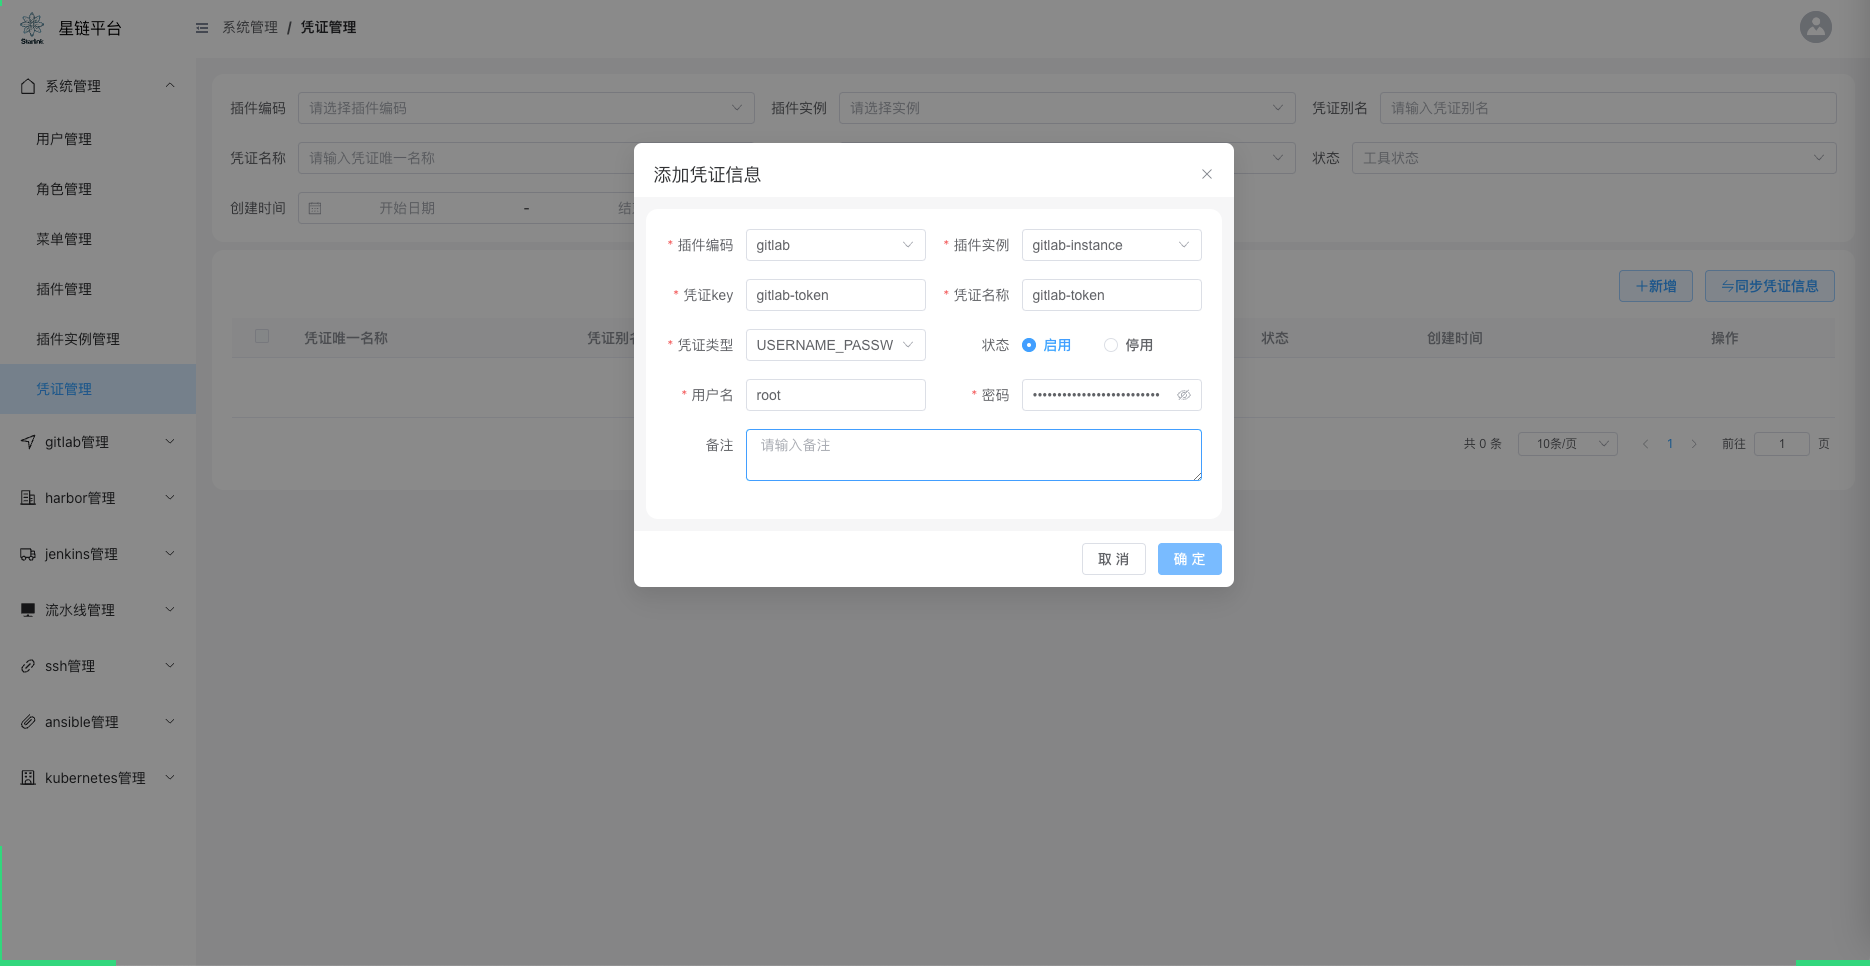 Starlink
星链平台
系统管理 / 凭证管理
系统管理
用户管理
角色管理
菜单管理
插件管理
插件实例管理
凭证管理
gitlab管理
harbor管理
jenkins管理
流水线管理
ssh管理
ansible管理
kubernetes管理
插件编码 请选择插件编码 插件实例 请选择实例 凭证别名 请输入凭证别名
凭证名称 请输入凭证唯一名称 状态 工具状态
创建时间 开始日期 -
+新增 同步凭证信息
凭证唯一名称 凭证别 状态 创建时间 操作
共 0 条 10条/页 1 前往 1 页
添加凭证信息
* 插件编码 gitlab * 插件实例 gitlab-instance
* 凭证key gitlab-token * 凭证名称 gitlab-token
* 凭证类型 USERNAME_PASSW 状态 启用 停用
* 用户名 root * 密码 ••••••••••••••••••••••••••
备注 请输入备注
取 消 确 定